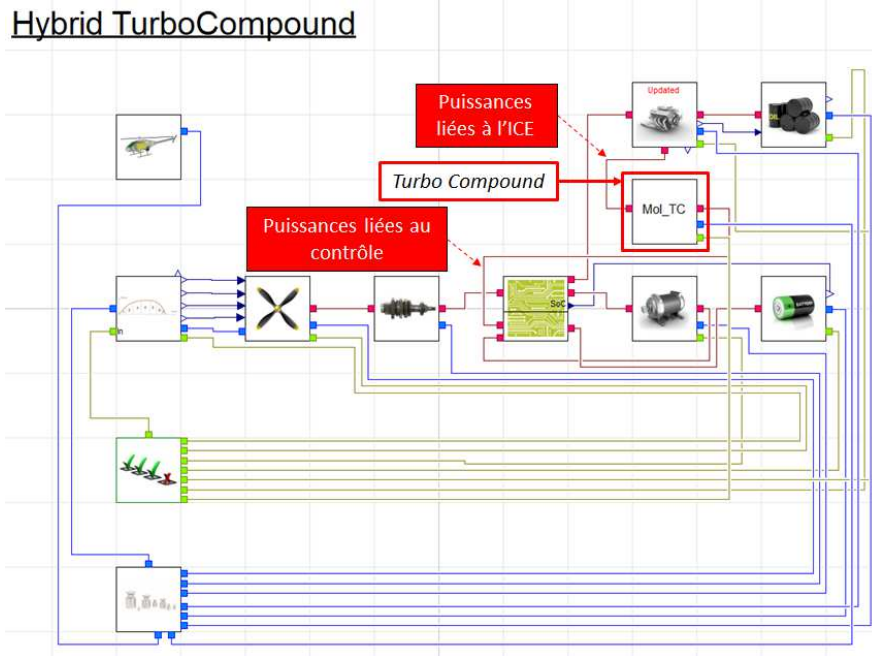 Hybrid TurboCompound
Updated
Puissances
liées à l'ICE
Turbo Compound
Mol_TC
Puissances liées au
contrôle
SoC
In